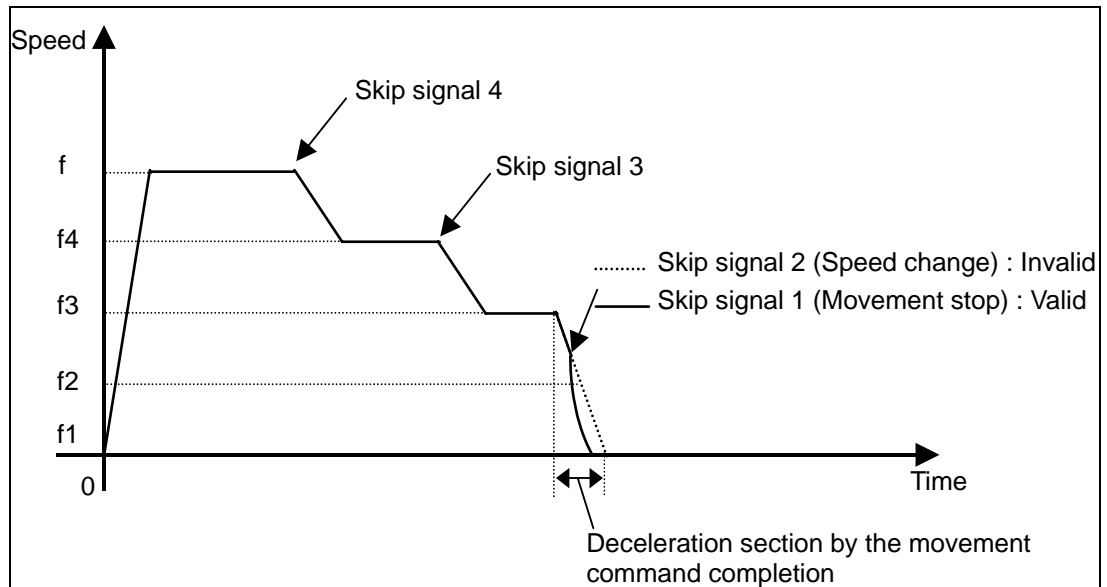 Speed
Skip signal 4
f
Skip signal 3
f4
Skip signal 2 (Speed change) : Invalid
f3
Skip signal 1 (Movement stop) : Valid
f2
f1
0
Time
Deceleration section by the movement
command completion